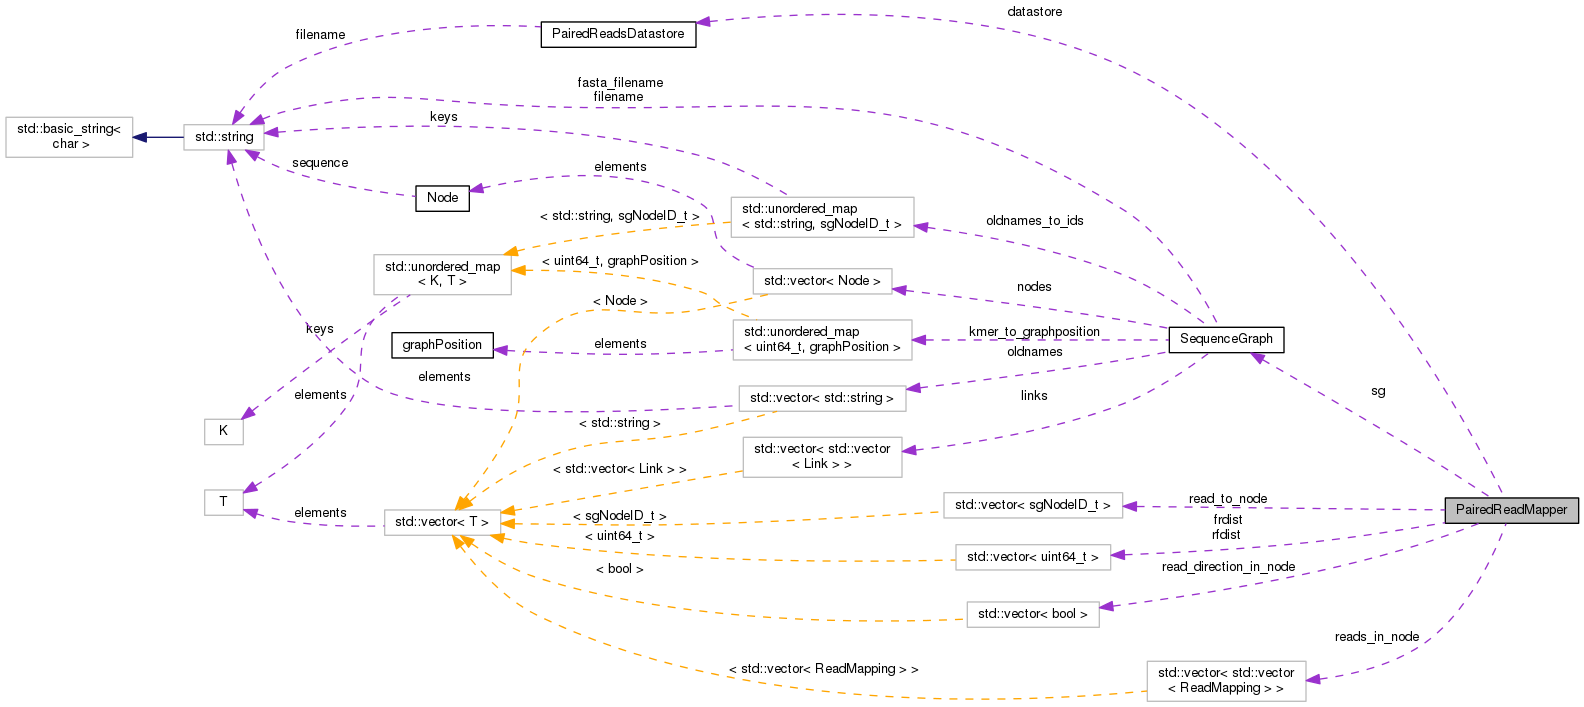 datastore
filename
PairedReadsDatastore
fasta_filename
filename
keys
std::basic_string<
char >
std::string
sequence
elements
Node
std::unordered_map
< std::string, sgNodeID_t >
< std::string, sgNodeID_t >
oldnames_to_ids
std::unordered_map
< K, T >
< uint64_t, graphPosition >
std::vector< Node >
nodes
< Node >
keys
graphPosition
elements
std::unordered_map
< uint64_t, graphPosition >
kmer_to_graphposition
SequenceGraph
oldnames
elements
elements
std::vector< std::string >
links
sg
K
< std::string >
std::vector< std::vector
< Link > >
< std::vector< Link > >
T
elements
std::vector< T >
< sgNodeID_t >
std::vector< sgNodeID_t >
read_to_node
PairedReadMapper
frdist
rfdist
< uint64_t >
std::vector< uint64_t >
read_direction_in_node
< bool >
std::vector< bool >
reads_in_node
< std::vector< ReadMapping > >
std::vector< std::vector
< ReadMapping > >